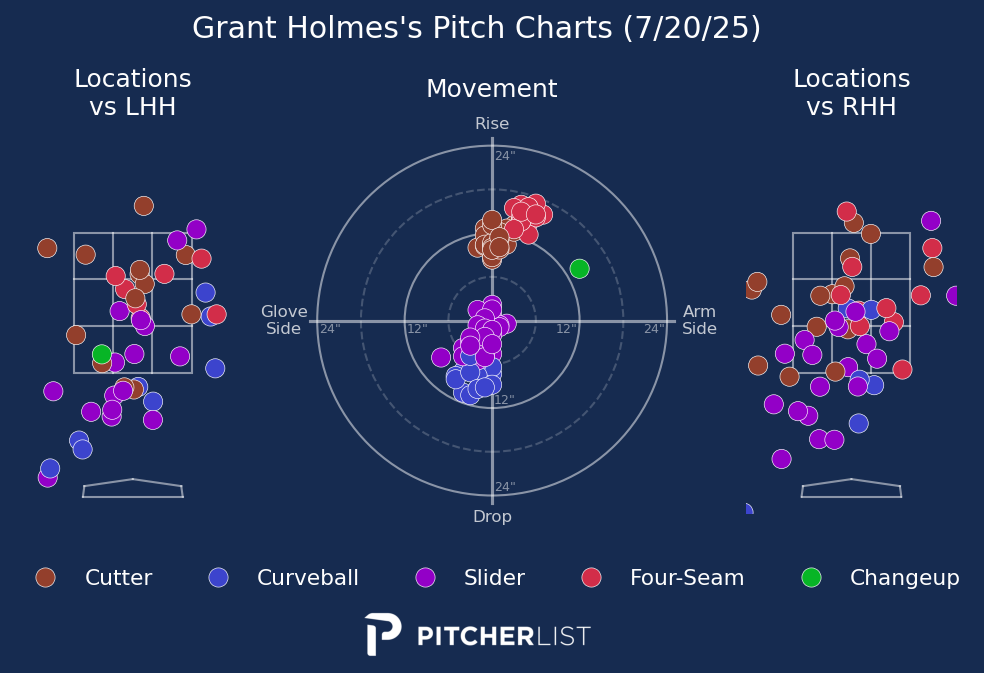 Grant Holmes's Pitch Charts (7/20/25)
Locations
vs LHH
Movement
Locations
vs RHH
Rise
24"
Glove
Side
24"
12"
12"
24"
Arm
Side
12"
24"
Drop
Cutter
Curveball
Slider
Four-Seam
Changeup
PITCHERLIST